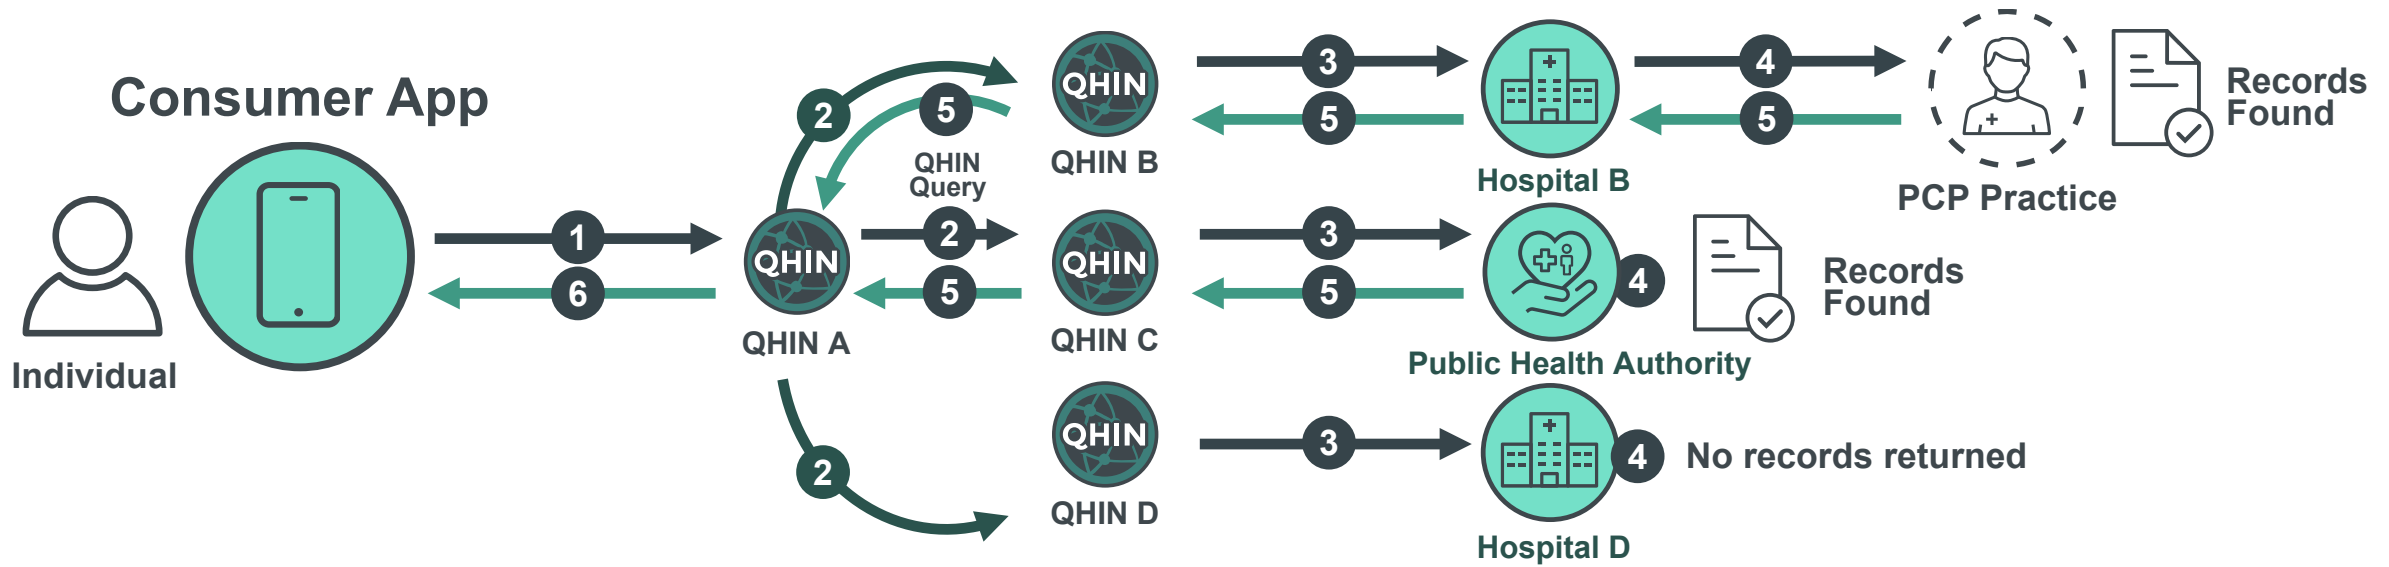 Consumer App
Individual
1
6
QHIN
QHIN A
2
5
QHIN
Query
2
5
2
QHIN
QHIN B
3
5
Hospital B
4
5
PCP Practice
Records
Found
QHIN
QHIN C
3
5
Public Health Authority
4
Records
Found
QHIN
QHIN D
3
Hospital D
4
No records returned